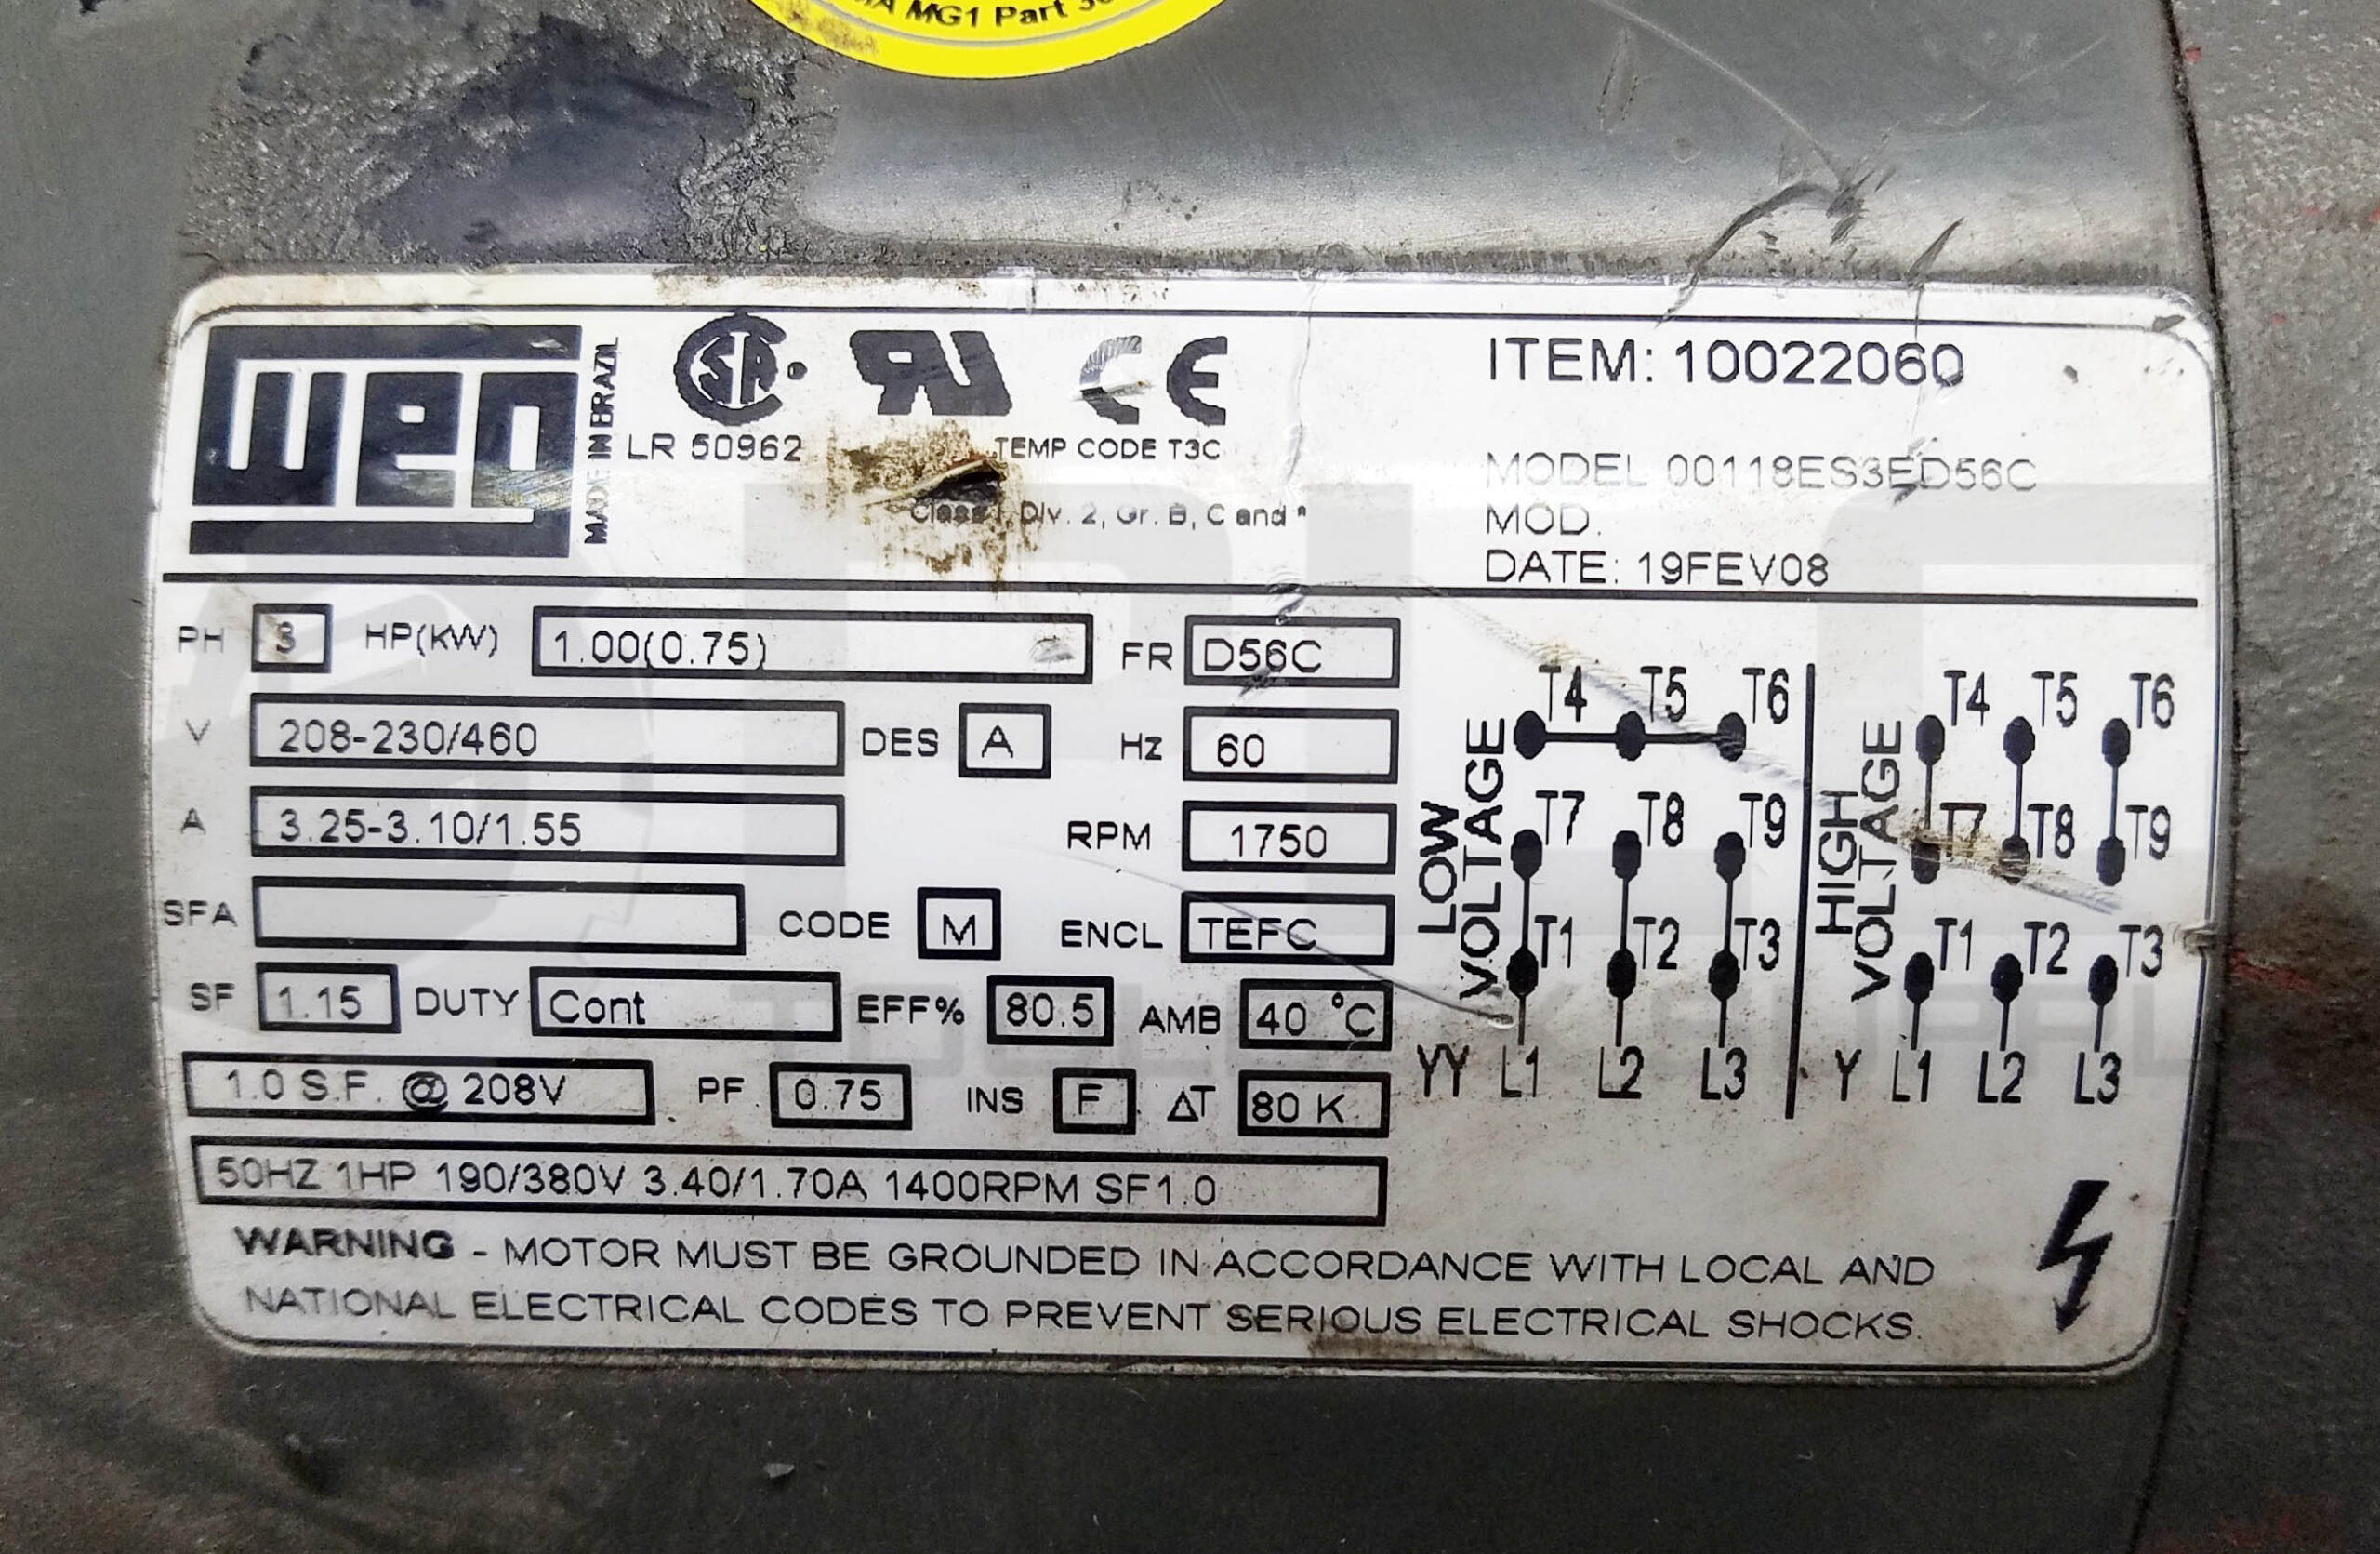 MG1 Part
WEG
MADE IN BRAZIL
LR 50962
TEMP CODE T3C
Class I, Div. 2, Gr. B, C and
ITEM: 10022060
MODEL 00118ES3ED56C
MOD.
DATE: 19FEV08
PH 3 HP(KW) 1.00(0.75) FR D56C
V 208-230/460 DES A Hz 60
A 3.25-3.10/1.55 RPM 1750
SFA CODE M ENCL TEFC
SF 1.15 DUTY Cont EFF% 80.5 AMB 40 °C
1.0 S.F. @ 208V PF 0.75 INS F ΔT 80 K
50HZ 1HP 190/380V 3.40/1.70A 1400RPM SF1.0
LOW VOLTAGE
T4 T5 T6
T7 T8 T9
T1 T2 T3
YY L1 L2 L3
HIGH VOLTAGE
T4 T5 T6
T7 T8 T9
T1 T2 T3
Y L1 L2 L3
WARNING - MOTOR MUST BE GROUNDED IN ACCORDANCE WITH LOCAL AND
NATIONAL ELECTRICAL CODES TO PREVENT SERIOUS ELECTRICAL SHOCKS.